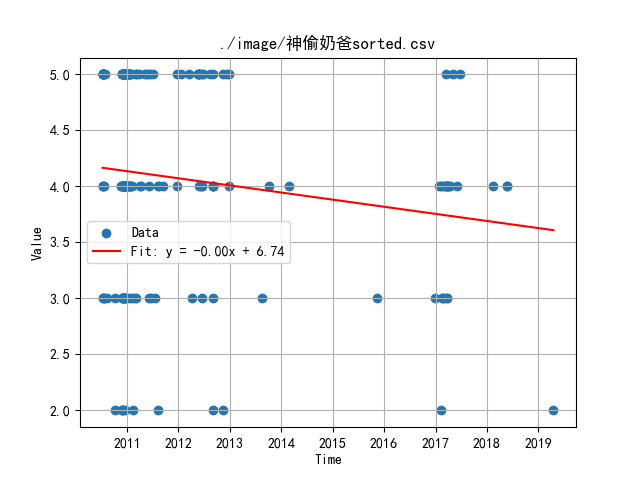 ./image/神偷奶爸sorted.csv
5.0
4.5
4.0
3.5
3.0
2.5
2.0
Value
Data
Fit: y = -0.00x + 6.74
2011 2012 2013 2014 2015 2016 2017 2018 2019
Time